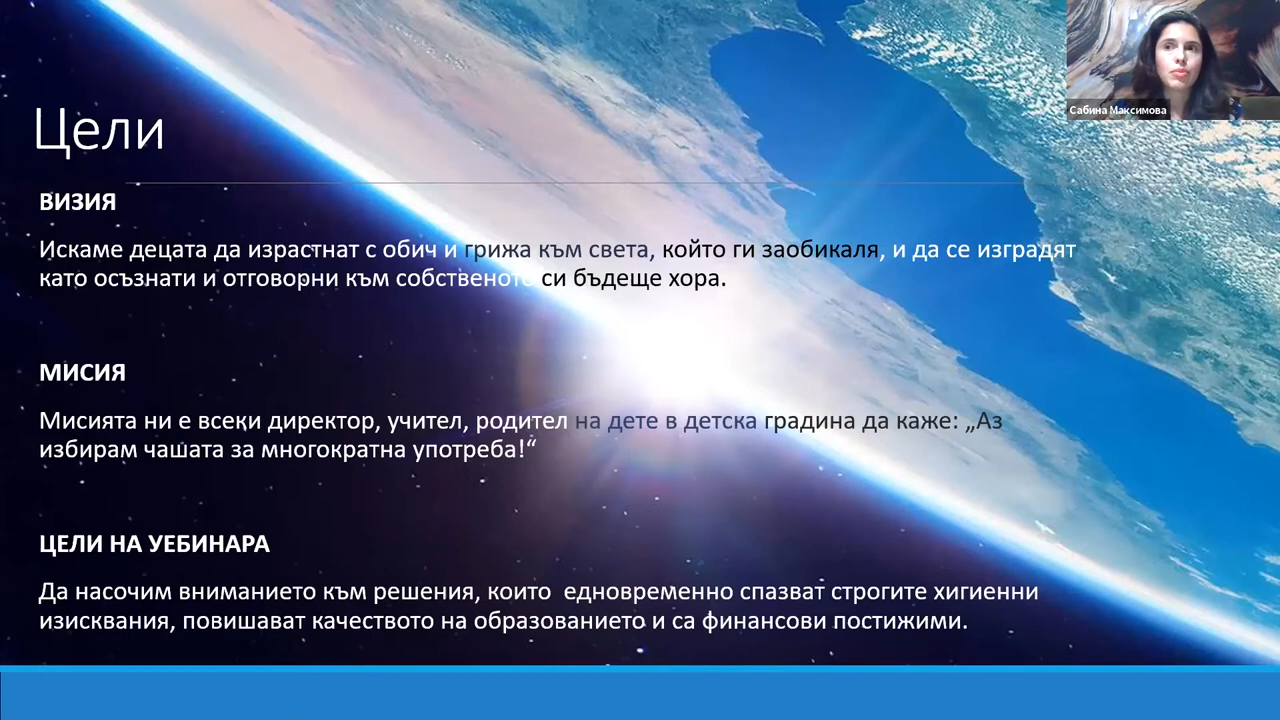 Цели
ВИЗИЯ
Искаме децата да израстнат с обич и грижа към света, който ги заобикаля, и да се изградят
като осъзнати и отговорни към собственото си бъдеще хора.
МИСИЯ
Мисията ни е всеки директор, учител, родител на дете в детска градина да каже: „Аз
избирам чашата за многократна употреба!“
ЦЕЛИ НА УЕБИНАРА
Да насочим вниманието към решения, които  едновременно спазват строгите хигиенни
изисквания, повишават качеството на образованието и са финансови постижими.
Сабина Максимова